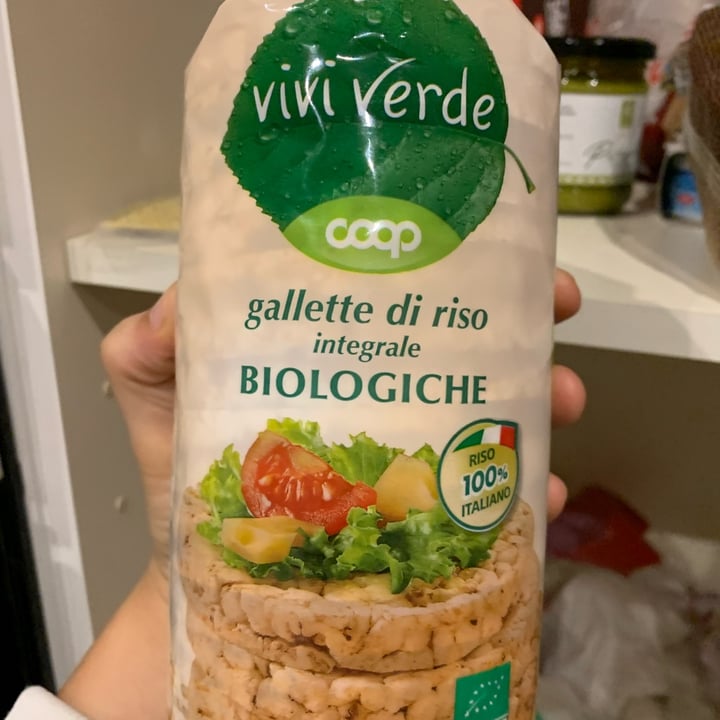 vivi verde
coop
gallette di riso
integrale
BIOLOGICHE
RISO
100%
ITALIANO